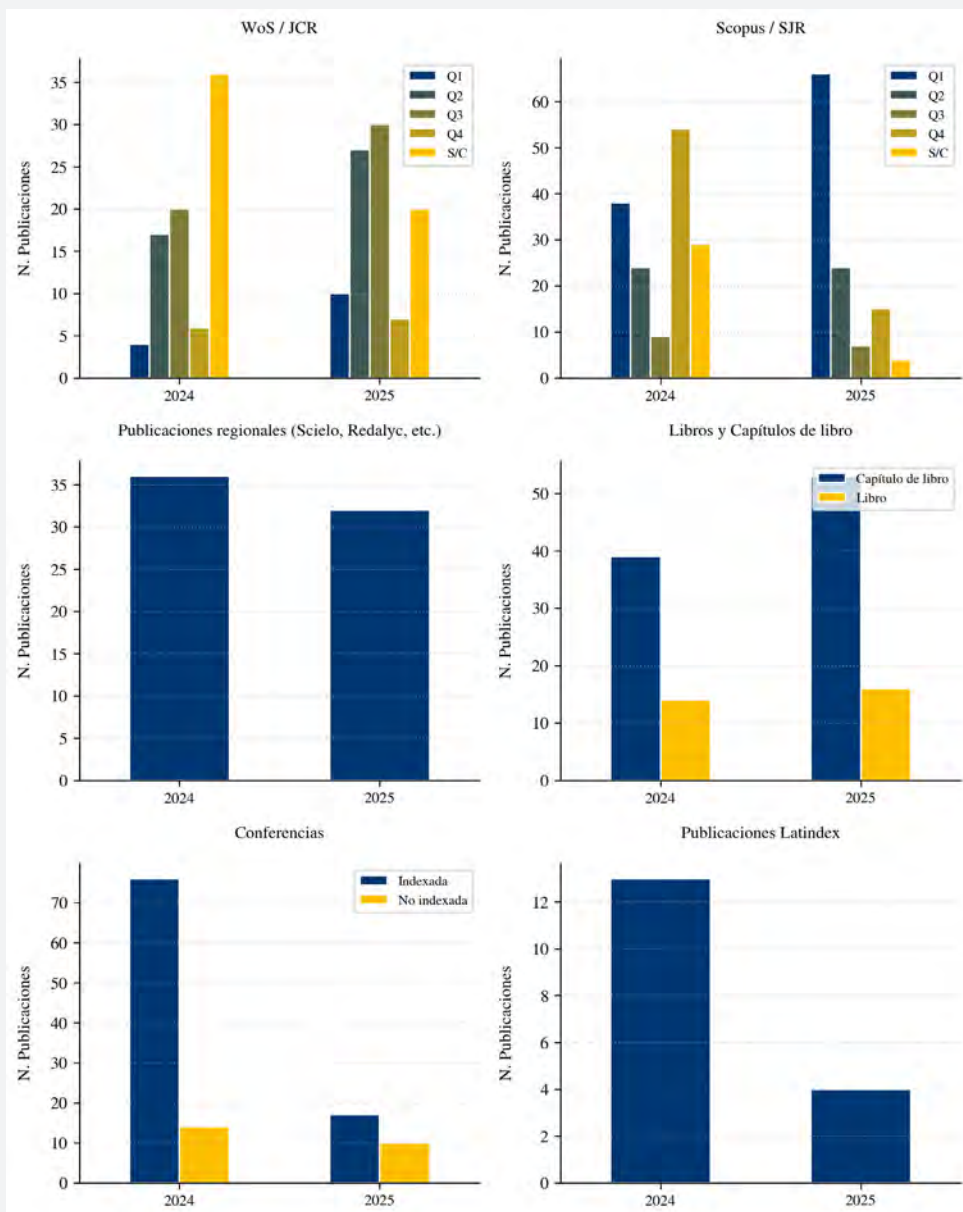 WoS / JCR
N. Publicaciones
35
30
25
20
15
10
5
0
Q1
Q2
Q3
Q4
S/C
2024
2025
Scopus / SJR
N. Publicaciones
60
50
40
30
20
10
0
Q1
Q2
Q3
Q4
S/C
2024
2025
Publicaciones regionales (Scielo, Redalyc, etc.)
N. Publicaciones
35
30
25
20
15
10
5
0
2024
2025
Libros y Capítulos de libro
N. Publicaciones
50
40
30
20
10
0
Capítulo de libro
Libro
2024
2025
Conferencias
N. Publicaciones
70
60
50
40
30
20
10
0
Indexada
No indexada
2024
2025
Publicaciones Latindex
N. Publicaciones
12
10
8
6
4
2
0
2024
2025